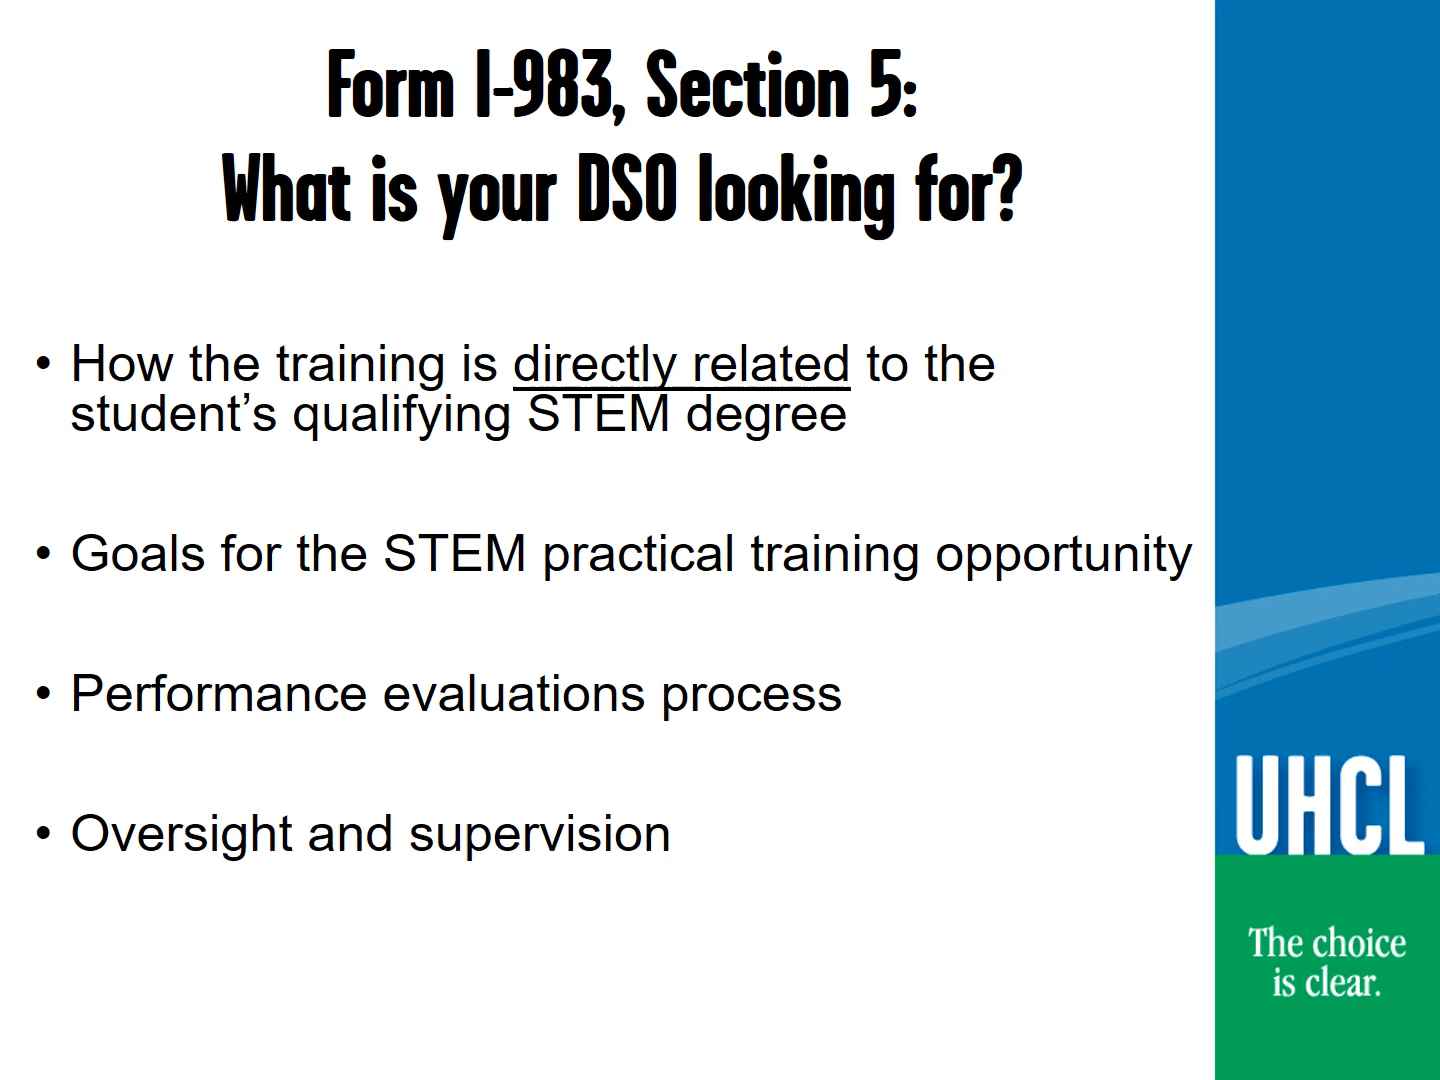 Form I-983, Section 5:
What is your DSO looking for?
• How the training is directly related to the
student’s qualifying STEM degree
• Goals for the STEM practical training opportunity
• Performance evaluations process
• Oversight and supervision
UHCL
The choice
is clear.